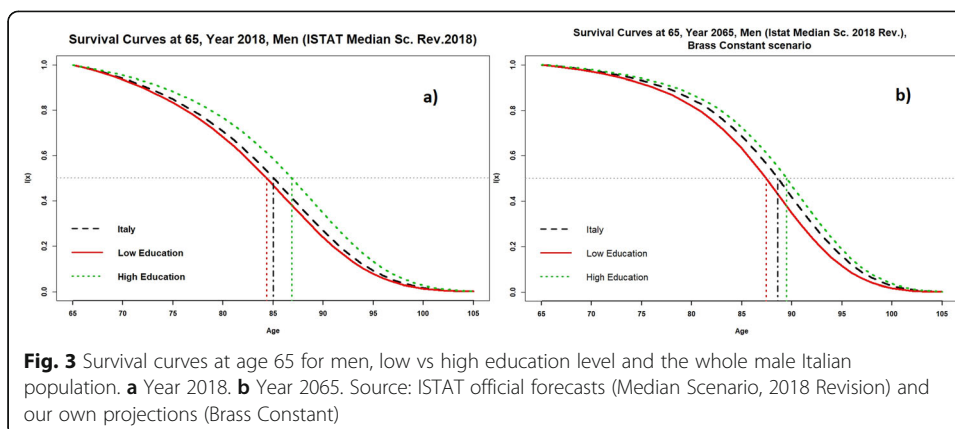 Survival Curves at 65, Year 2018, Men (ISTAT Median Sc. Rev.2018)
a)
l(x)
1.0
0.8
0.6
0.4
0.2
0.0
Italy
Low Education
High Education
65 70 75 80 85 90 95 100 105
Age
Survival Curves at 65, Year 2065, Men (Istat Median Sc. 2018 Rev.),
Brass Constant scenario
b)
l(x)
1.0
0.8
0.6
0.4
0.2
0.0
Italy
Low Education
High Education
65 70 75 80 85 90 95 100 105
Age
Fig. 3 Survival curves at age 65 for men, low vs high education level and the whole male Italian
population. a Year 2018. b Year 2065. Source: ISTAT official forecasts (Median Scenario, 2018 Revision) and
our own projections (Brass Constant)